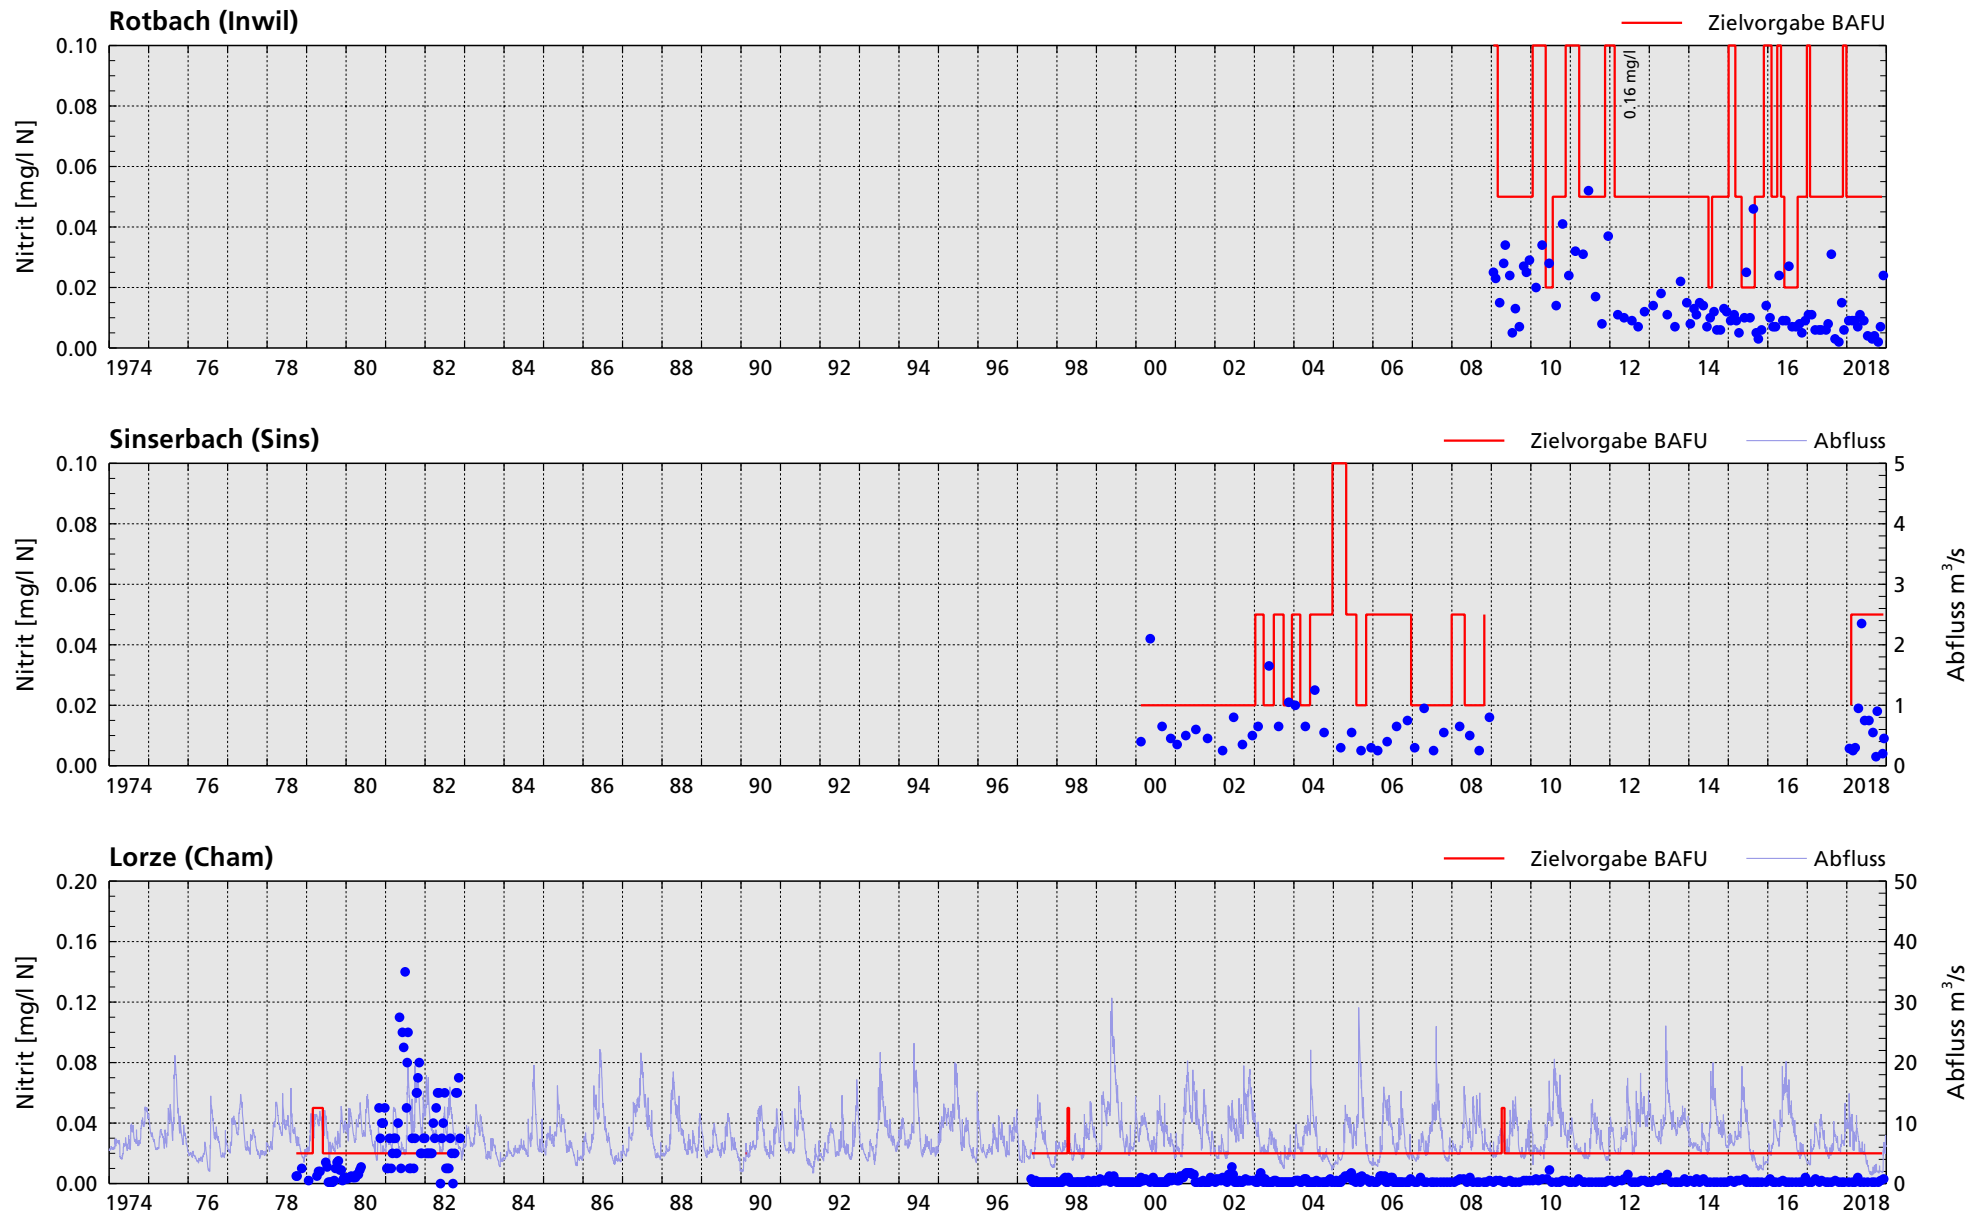 Rotbach (Inwil)
Zielvorgabe BAFU
Nitrit [mg/l N]
0.10
0.08
0.06
0.04
0.02
0.00
0.16 mg/l
1974 76 78 80 82 84 86 88 90 92 94 96 98 00 02 04 06 08 10 12 14 16 2018
Sinserbach (Sins)
Zielvorgabe BAFU Abfluss
Nitrit [mg/l N]
0.10
0.08
0.06
0.04
0.02
0.00
5
4
3
2
1
0
Abfluss m³/s
1974 76 78 80 82 84 86 88 90 92 94 96 98 00 02 04 06 08 10 12 14 16 2018
Lorze (Cham)
Zielvorgabe BAFU Abfluss
Nitrit [mg/l N]
0.20
0.16
0.12
0.08
0.04
0.00
50
40
30
20
10
0
Abfluss m³/s
1974 76 78 80 82 84 86 88 90 92 94 96 98 00 02 04 06 08 10 12 14 16 2018